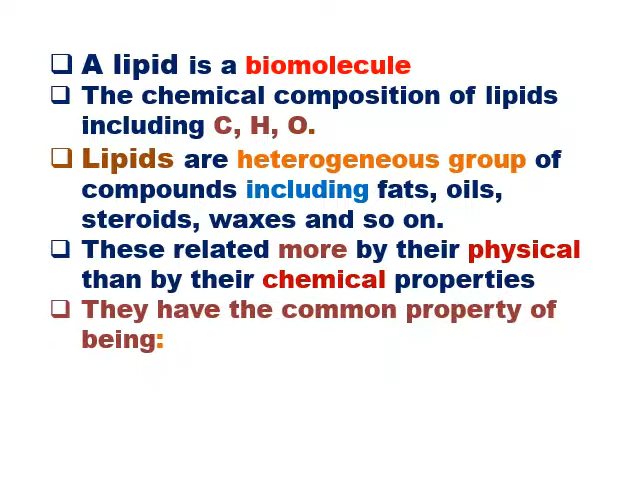 ❑ A lipid is a biomolecule
❑ The chemical composition of lipids
including C, H, O.
❑ Lipids are heterogeneous group of
compounds including fats, oils,
steroids, waxes and so on.
❑ These related more by their physical
than by their chemical properties
❑ They have the common property of
being: